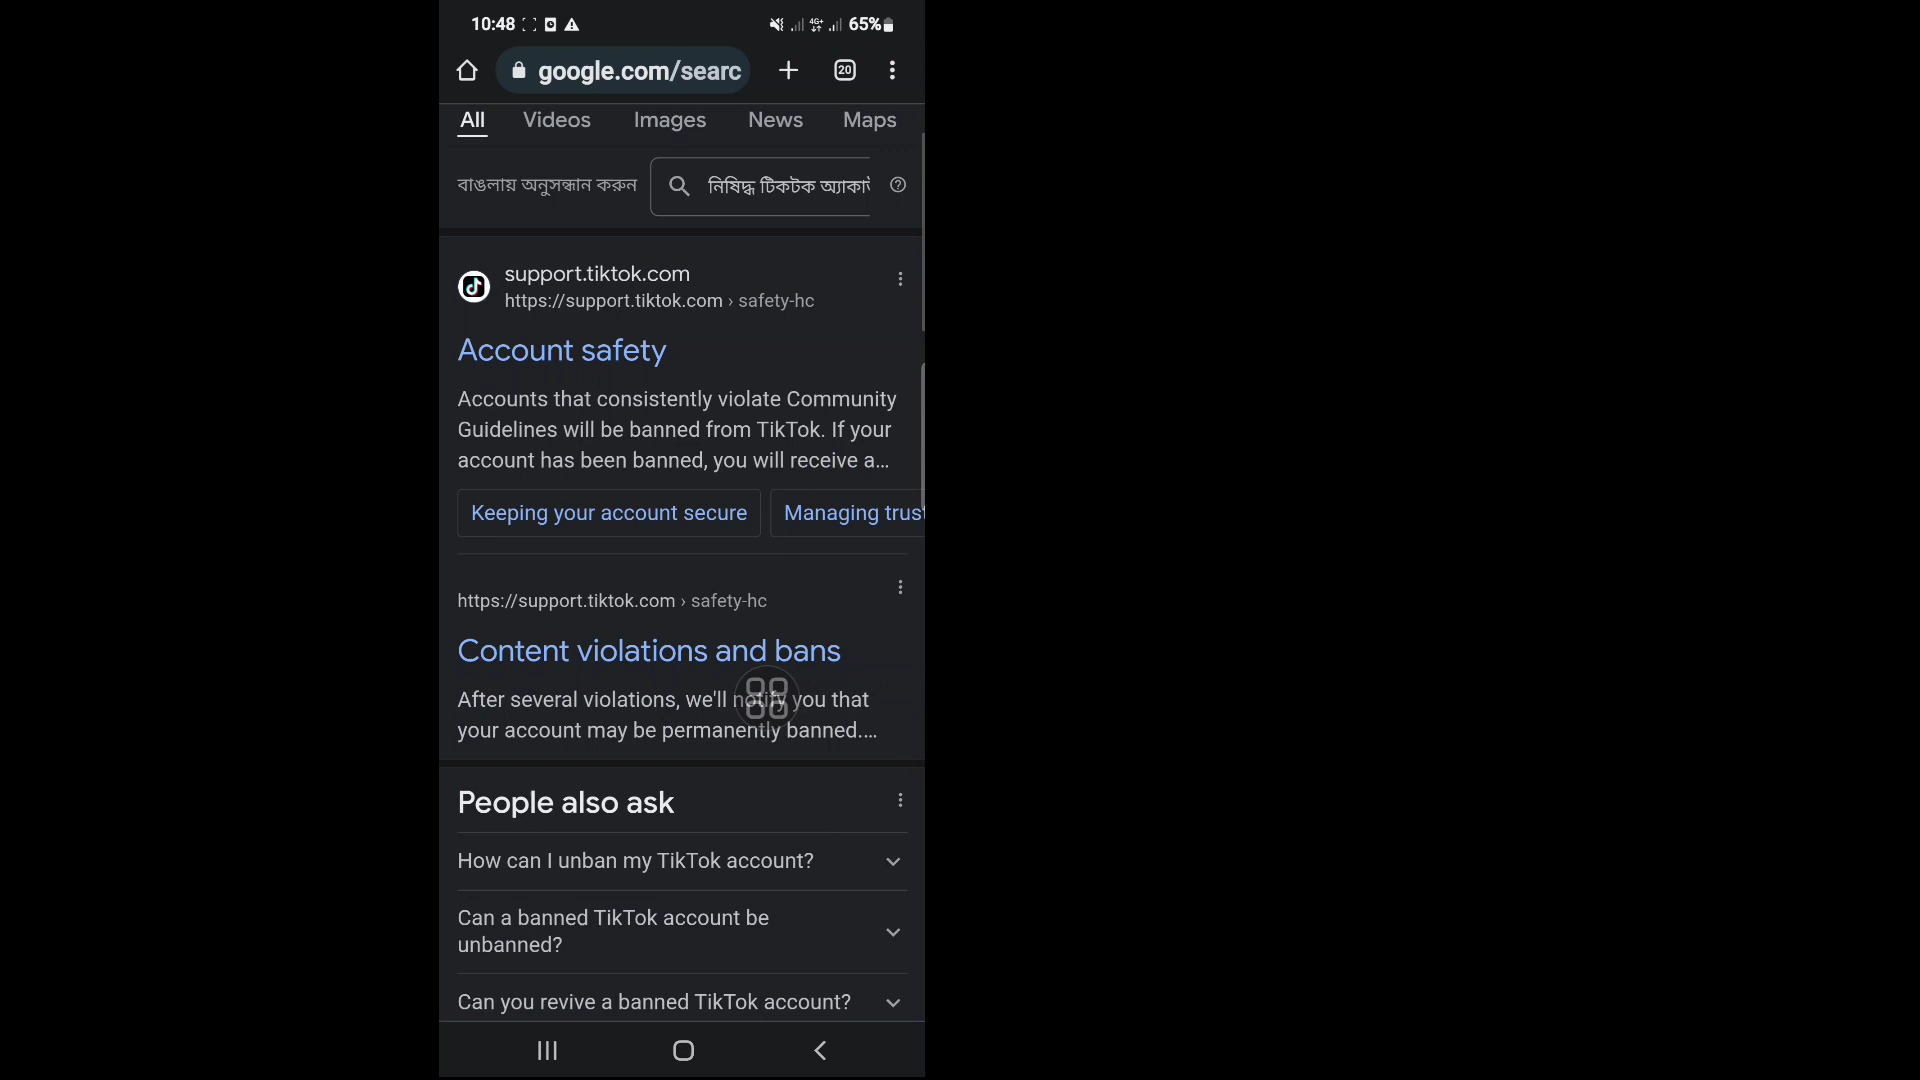 10:48 4G+ 65%
google.com/searc 20
All Videos Images News Maps
বাঙলায় অনুসন্ধান করুন নিষিদ্ধ টিকটক
support.tiktok.com
https://support.tiktok.com › safety-hc
Account safety
Accounts that consistently violate Community
Guidelines will be banned from TikTok. If your
account has been banned, you will receive a...
Keeping your account secure Managing trust
https://support.tiktok.com › safety-hc
Content violations and bans
After several violations, we'll notify you that
your account may be permanently banned....
People also ask
How can I unban my TikTok account?
Can a banned TikTok account be
unbanned?
Can you revive a banned TikTok account?